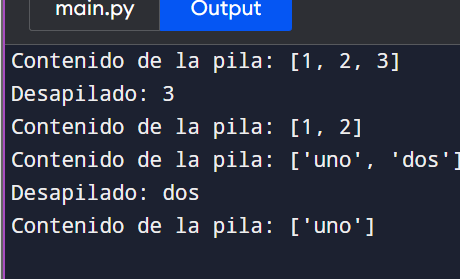 main.py Output
Contenido de la pila: [1, 2, 3]
Desapilado: 3
Contenido de la pila: [1, 2]
Contenido de la pila: ['uno', 'dos']
Desapilado: dos
Contenido de la pila: ['uno']